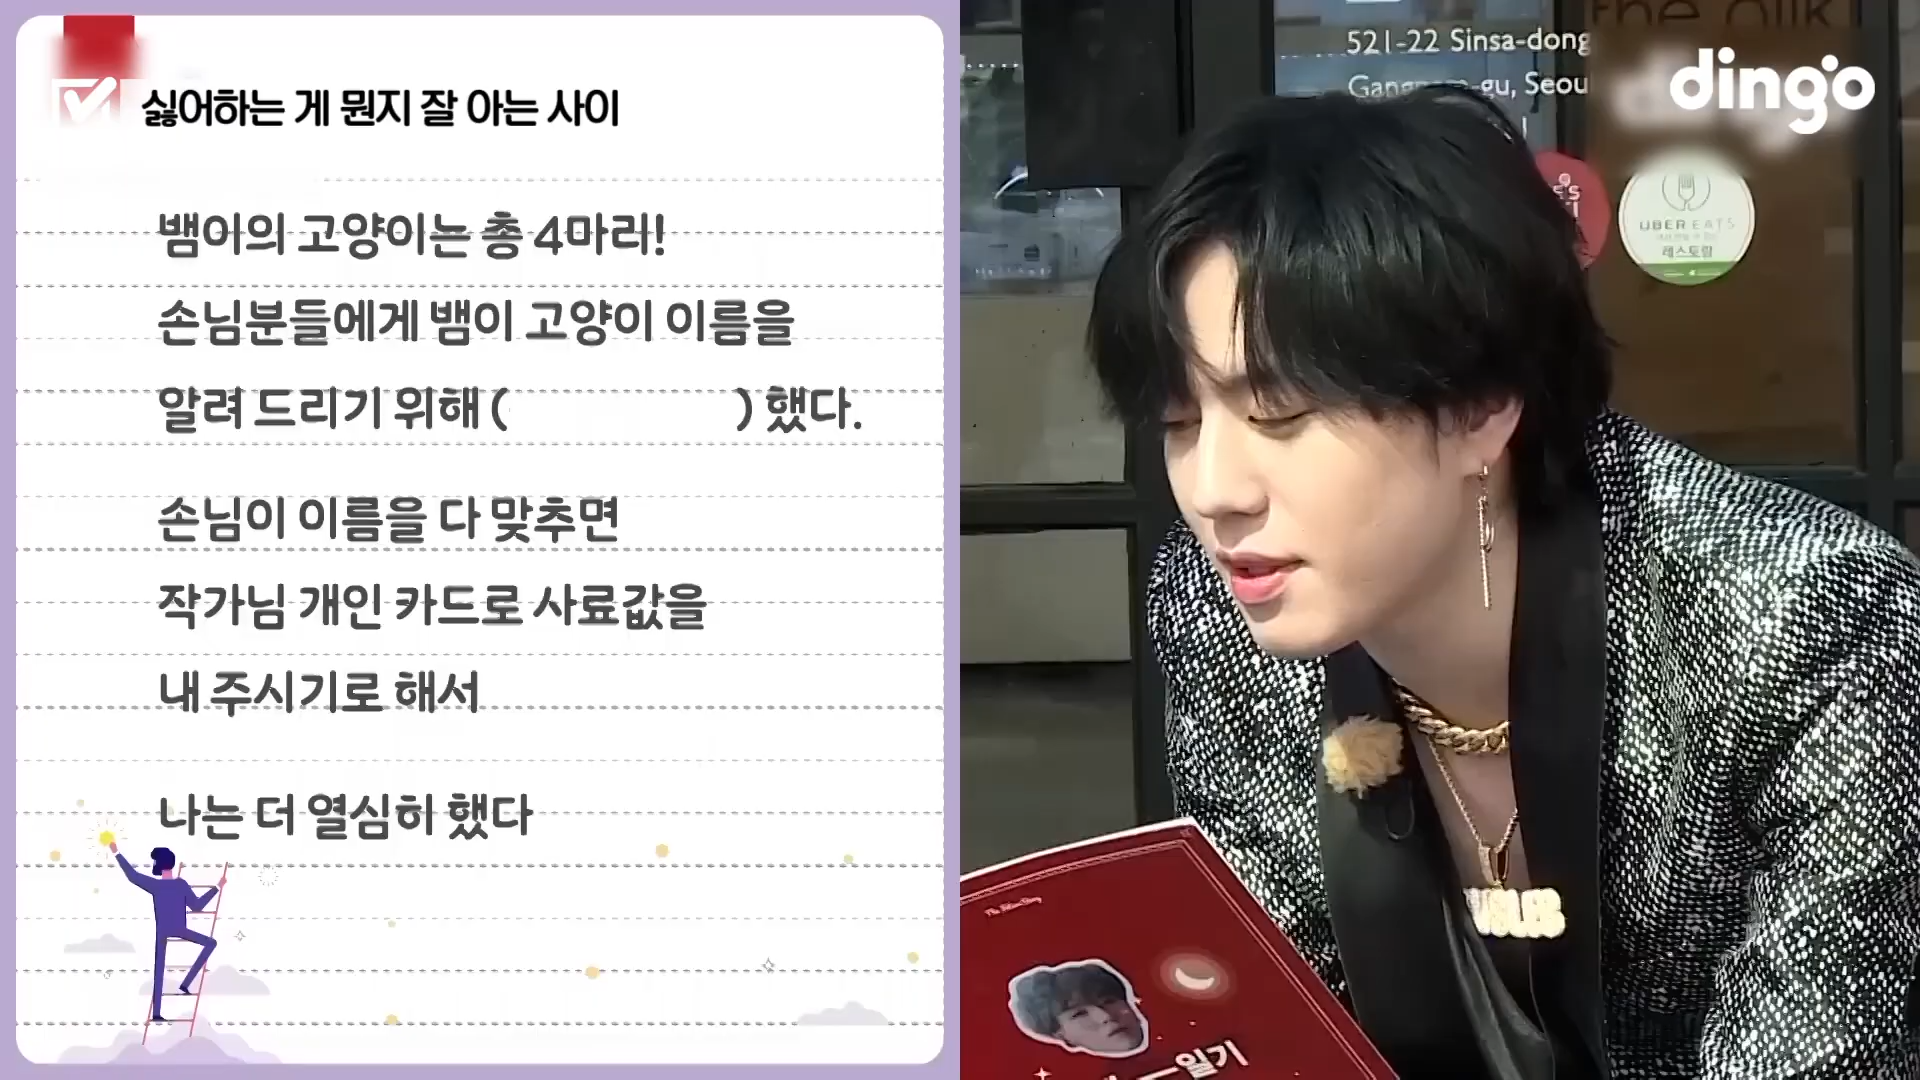 싫어하는 게 뭔지 잘 아는 사이
뱀이의 고양이는 총 4마리!
손님분들에게 뱀이 고양이 이름을
알려 드리기 위해 ( ) 했다.
손님이 이름을 다 맞추면
작가님 개인 카드로 사료값을
내 주시기로 해서
나는 더 열심히 했다
521-22 Sinsa-dong
Gangnam-gu, Seoul
dingo
UBER EATS
레스토랑
일기